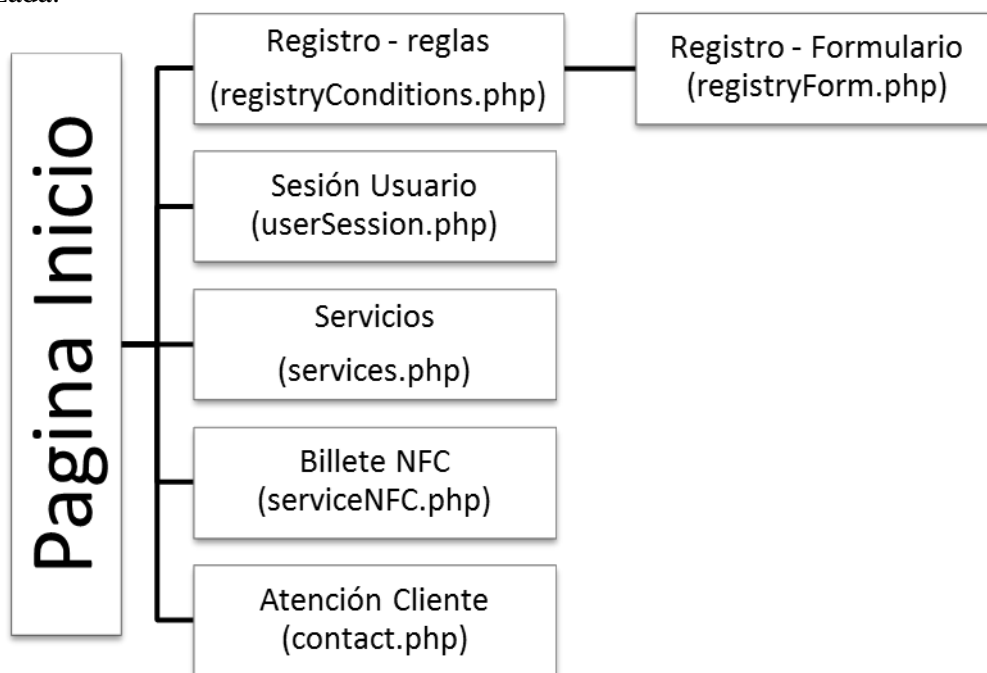 Pagina Inicio
Registro - reglas
(registryConditions.php)
Registro - Formulario
(registryForm.php)
Sesión Usuario
(userSession.php)
Servicios
(services.php)
Billete NFC
(serviceNFC.php)
Atención Cliente
(contact.php)